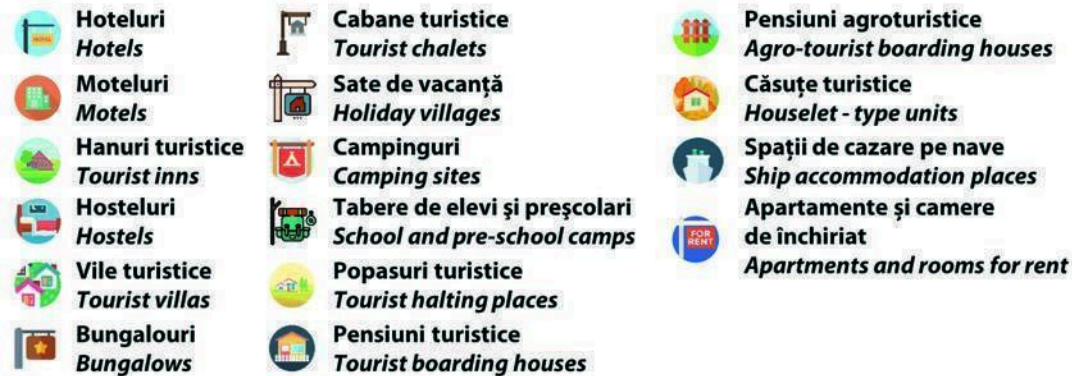 Hoteluri
Hotels
Moteluri
Motels
Hanuri turistice
Tourist inns
Hosteluri
Hostels
Vile turistice
Tourist villas
Bungalouri
Bungalows
Cabane turistice
Tourist chalets
Sate de vacanță
Holiday villages
Campinguri
Camping sites
Tabere de elevi şi preşcolari
School and pre-school camps
Popasuri turistice
Tourist halting places
Pensiuni turistice
Tourist boarding houses
Pensiuni agroturistice
Agro-tourist boarding houses
Căsuțe turistice
Houselet - type units
Spații de cazare pe nave
Ship accommodation places
FOR
RENT
Apartamente și camere
de închiriat
Apartments and rooms for rent
HOTEL